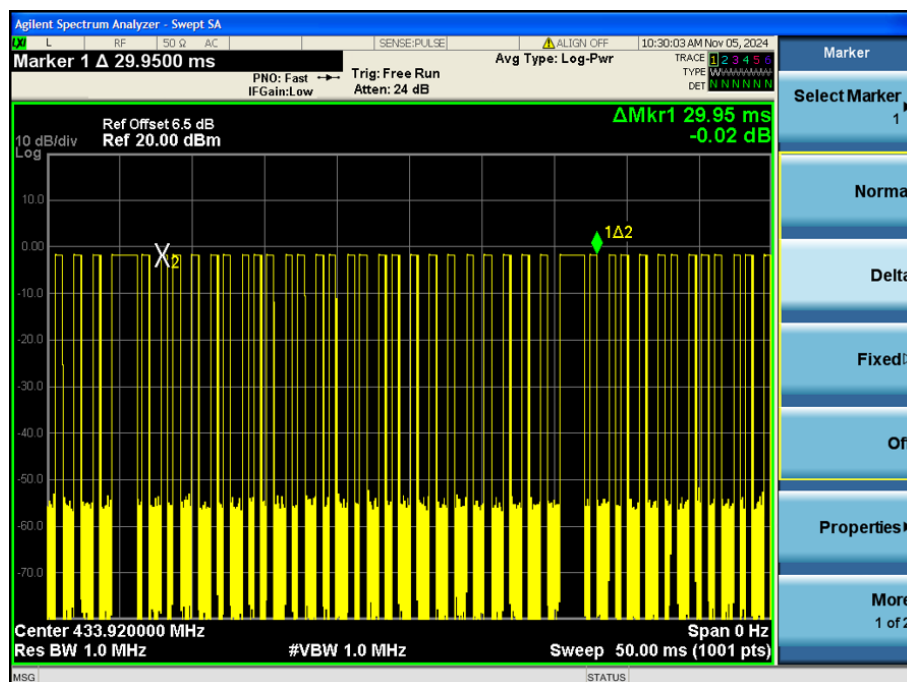 Agilent Spectrum Analyzer - Swept SA
LXI L RF 50 Ω AC SENSE:PULSE ALIGN OFF 10:30:03 AM Nov 05, 2024
Marker 1 Δ 29.9500 ms
PNO: Fast
IFGain:Low
Trig: Free Run
Atten: 24 dB
Avg Type: Log-Pwr
TRACE 1 2 3 4 5 6
TYPE
DET N N N N N N
ΔMkr1 29.95 ms
-0.02 dB
Ref Offset 6.5 dB
10 dB/div Ref 20.00 dBm
Log
10.0
0.00
-10.0
-20.0
-30.0
-40.0
-50.0
-60.0
-70.0
X2
1Δ2
Center 433.920000 MHz Span 0 Hz
Res BW 1.0 MHz #VBW 1.0 MHz Sweep 50.00 ms (1001 pts)
MSG STATUS
Marker
Select Marker
1
Norma
Delta
Fixed
Of
Properties
More
1 of 2